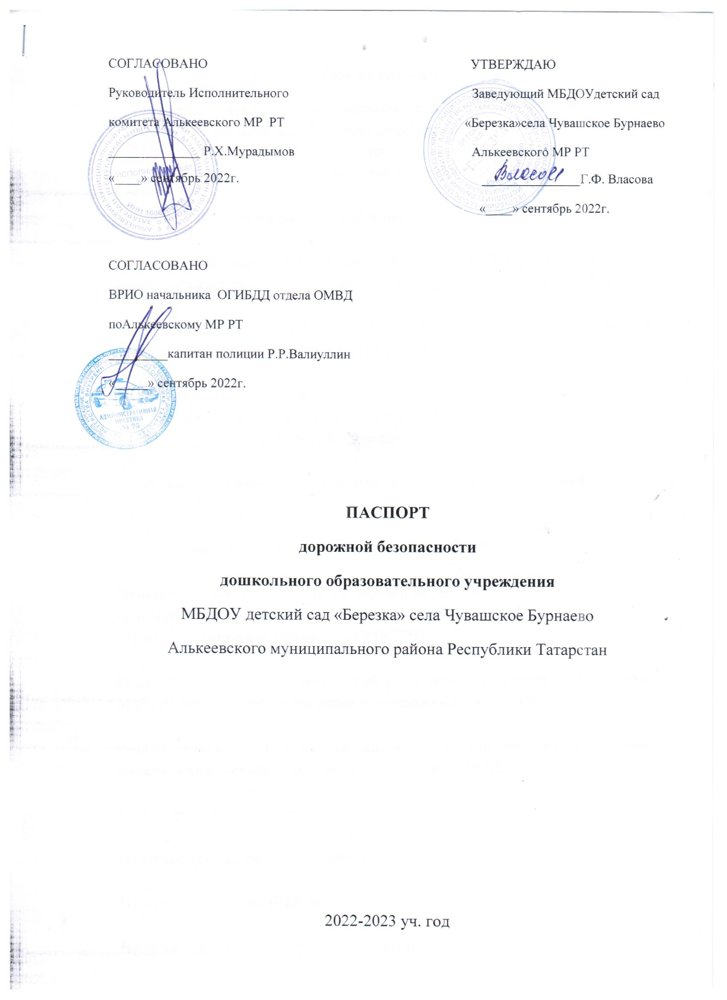 СОГЛАСОВАНО
Руководитель Исполнительного
комитета Алькеевского МР  РТ
______________ Р.Х.Мурадымов
«____» сентябрь 2022г.
УТВЕРЖДАЮ
Заведующий МБДОУдетский сад
«Березка»села Чувашское Бурнаево
Алькеевского МР РТ
Власова
_______________Г.Ф. Власова
«____» сентябрь 2022г.
СОГЛАСОВАНО
ВРИО начальника  ОГИБДД отдела ОМВД
поАлькеевскому МР РТ
_________капитан полиции Р.Р.Валиуллин
«_____» сентябрь 2022г.
АДМИНИСТРАТИВНАЯ
ПРАКТИКА
№ 25
ПАСПОРТ
дорожной безопасности
дошкольного образовательного учреждения
МБДОУ детский сад «Березка» села Чувашское Бурнаево
Алькеевского муниципального района Республики Татарстан
2022-2023 уч. год